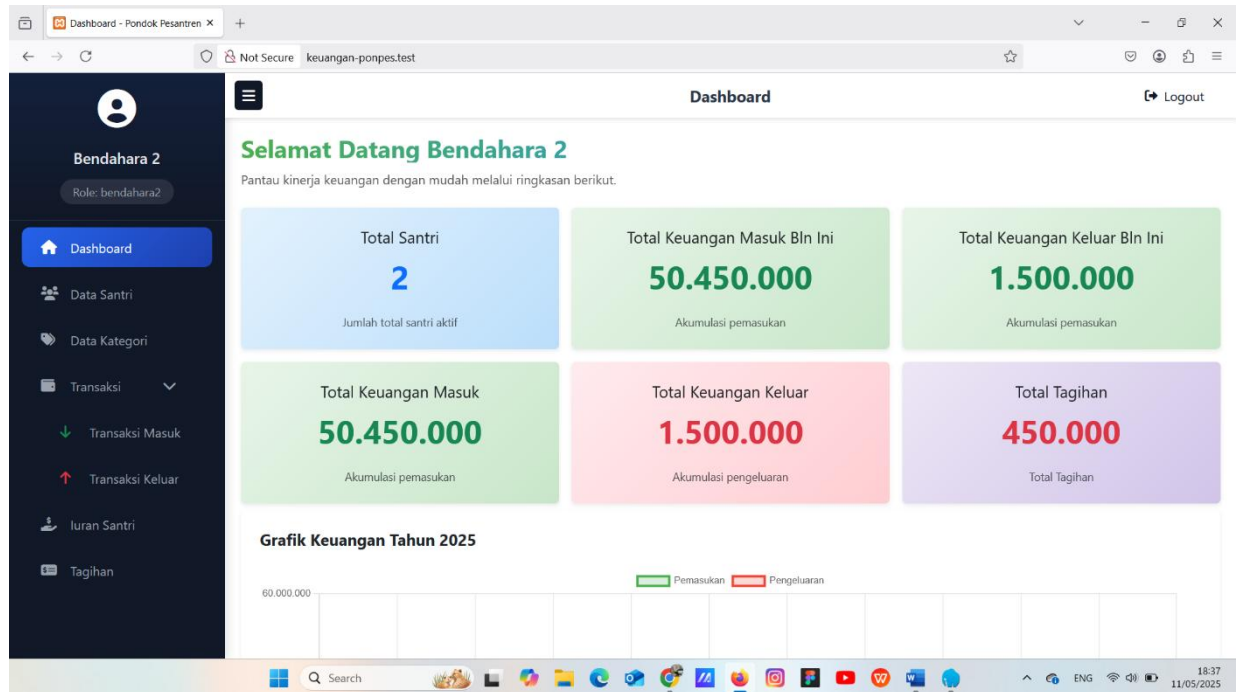 Dashboard - Pondok Pesantren
Not Secure keuangan-ponpes.test
Bendahara 2
Role: bendahara2
Dashboard
Data Santri
Data Kategori
Transaksi
Transaksi Masuk
Transaksi Keluar
Iuran Santri
Tagihan
Dashboard
Logout
Selamat Datang Bendahara 2
Pantau kinerja keuangan dengan mudah melalui ringkasan berikut.
Total Santri
2
Jumlah total santri aktif
Total Keuangan Masuk Bln Ini
50.450.000
Akumulasi pemasukan
Total Keuangan Keluar Bln Ini
1.500.000
Akumulasi pemasukan
Total Keuangan Masuk
50.450.000
Akumulasi pemasukan
Total Keuangan Keluar
1.500.000
Akumulasi pengeluaran
Total Tagihan
450.000
Total Tagihan
Grafik Keuangan Tahun 2025
Pemasukan Pengeluaran
60.000.000
Search
ENG
18:37
11/05/2025